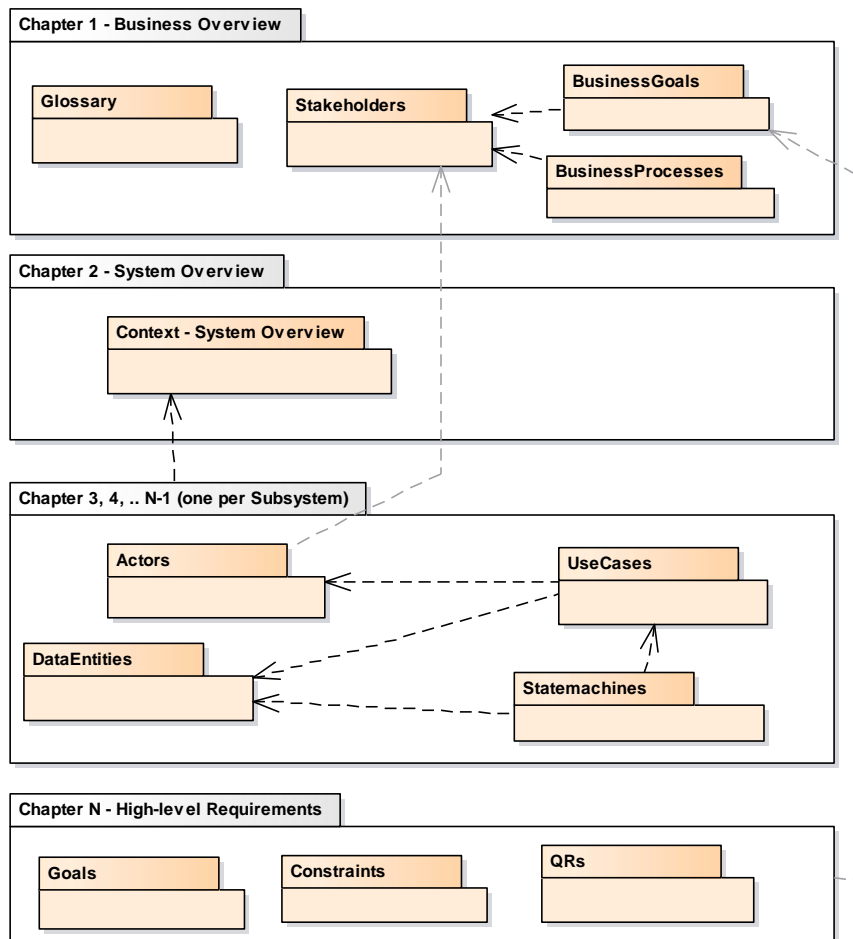 Chapter 1 - Business Overview
Glossary
Stakeholders
BusinessGoals
BusinessProcesses
Chapter 2 - System Overview
Context - System Overview
Chapter 3, 4, .. N-1 (one per Subsystem)
Actors
UseCases
DataEntities
Statemachines
Chapter N - High-level Requirements
Goals
Constraints
QRs